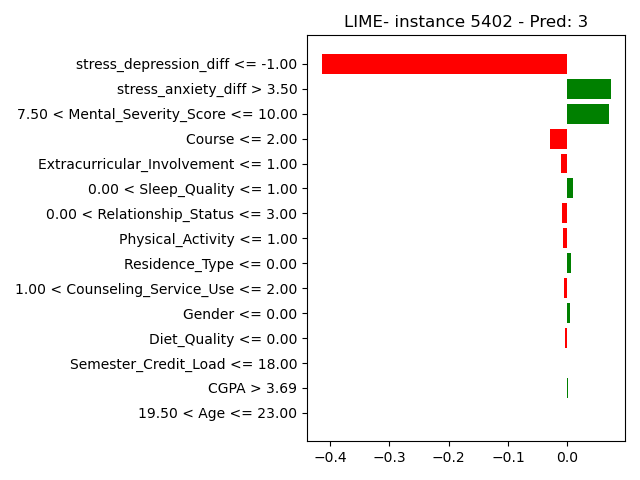 LIME- instance 5402 - Pred: 3
stress_depression_diff <= -1.00
stress_anxiety_diff > 3.50
7.50 < Mental_Severity_Score <= 10.00
Course <= 2.00
Extracurricular_Involvement <= 1.00
0.00 < Sleep_Quality <= 1.00
0.00 < Relationship_Status <= 3.00
Physical_Activity <= 1.00
Residence_Type <= 0.00
1.00 < Counseling_Service_Use <= 2.00
Gender <= 0.00
Diet_Quality <= 0.00
Semester_Credit_Load <= 18.00
CGPA > 3.69
19.50 < Age <= 23.00
−0.4 −0.3 −0.2 −0.1 0.0